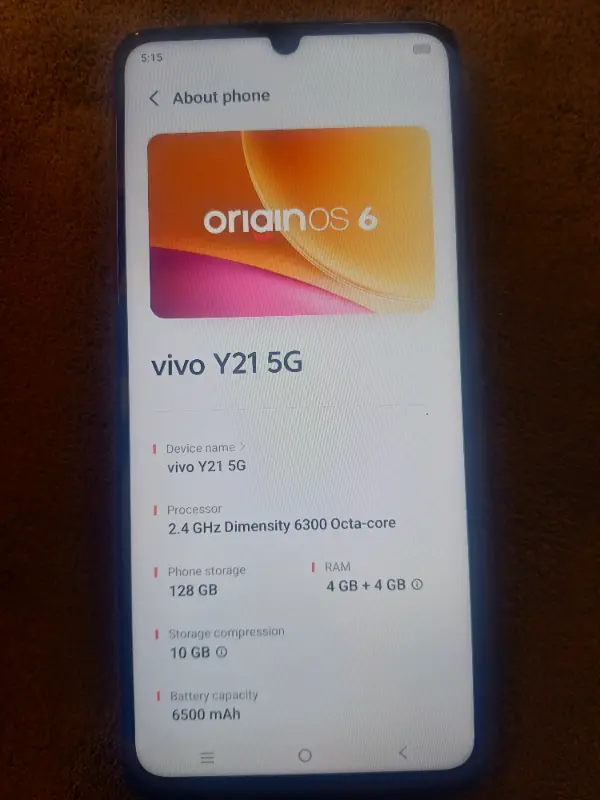 5:15
About phone
OriginOS 6
vivo Y21 5G
Device name
vivo Y21 5G
Processor
2.4 GHz Dimensity 6300 Octa-core
Phone storage
RAM
128 GB
4 GB + 4 GB
Storage compression
10 GB
Battery capacity
6500 mAh